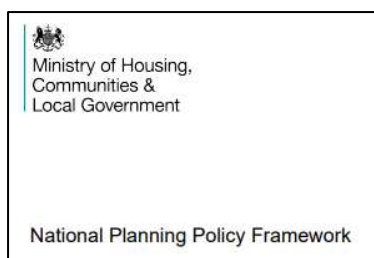 Ministry of Housing,
Communities &
Local Government
National Planning Policy Framework